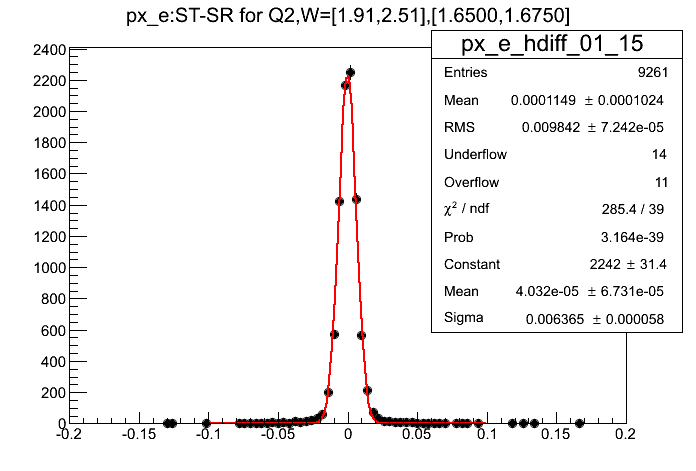 px_e:ST-SR for Q2,W=[1.91,2.51],[1.6500,1.6750]
px_e_hdiff_01_15
Entries 9261
Mean 0.0001149 ± 0.0001024
RMS 0.009842 ± 7.242e-05
Underflow 14
Overflow 11
χ² / ndf 285.4 / 39
Prob 3.164e-39
Constant 2242 ± 31.4
Mean 4.032e-05 ± 6.731e-05
Sigma 0.006365 ± 0.000058
2400
2200
2000
1800
1600
1400
1200
1000
800
600
400
200
0
-0.2 -0.15 -0.1 -0.05 0 0.05 0.1 0.15 0.2